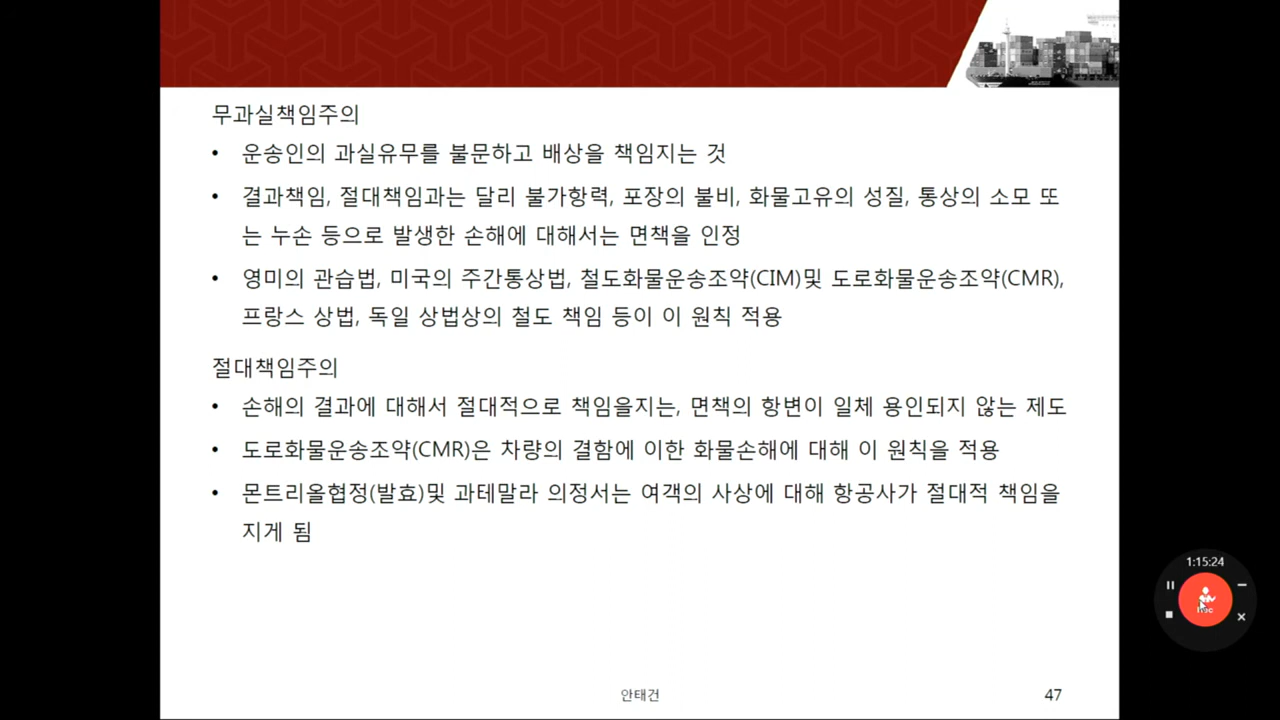 무과실책임주의
• 운송인의 과실유무를 불문하고 배상을 책임지는 것
• 결과책임, 절대책임과는 달리 불가항력, 포장의 불비, 화물고유의 성질, 통상의 소모 또
는 누손 등으로 발생한 손해에 대해서는 면책을 인정
• 영미의 관습법, 미국의 주간통상법, 철도화물운송조약(CIM)및 도로화물운송조약(CMR),
프랑스 상법, 독일 상법상의 철도 책임 등이 이 원칙 적용
절대책임주의
• 손해의 결과에 대해서 절대적으로 책임을지는, 면책의 항변이 일체 용인되지 않는 제도
• 도로화물운송조약(CMR)은 차량의 결함에 이한 화물손해에 대해 이 원칙을 적용
• 몬트리올협정(발효)및 과테말라 의정서는 여객의 사상에 대해 항공사가 절대적 책임을
지게 됨
1:15:24
안태건
47